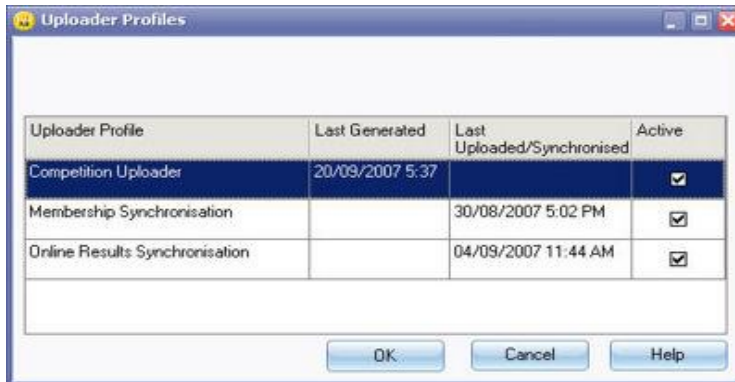 Uploader Profiles
Uploader Profile Last Generated Last Uploaded/Synchronised Active
Competition Uploader 20/09/2007 5:37
Membership Synchronisation 30/08/2007 5:02 PM
Online Results Synchronisation 04/09/2007 11:44 AM
OK Cancel Help